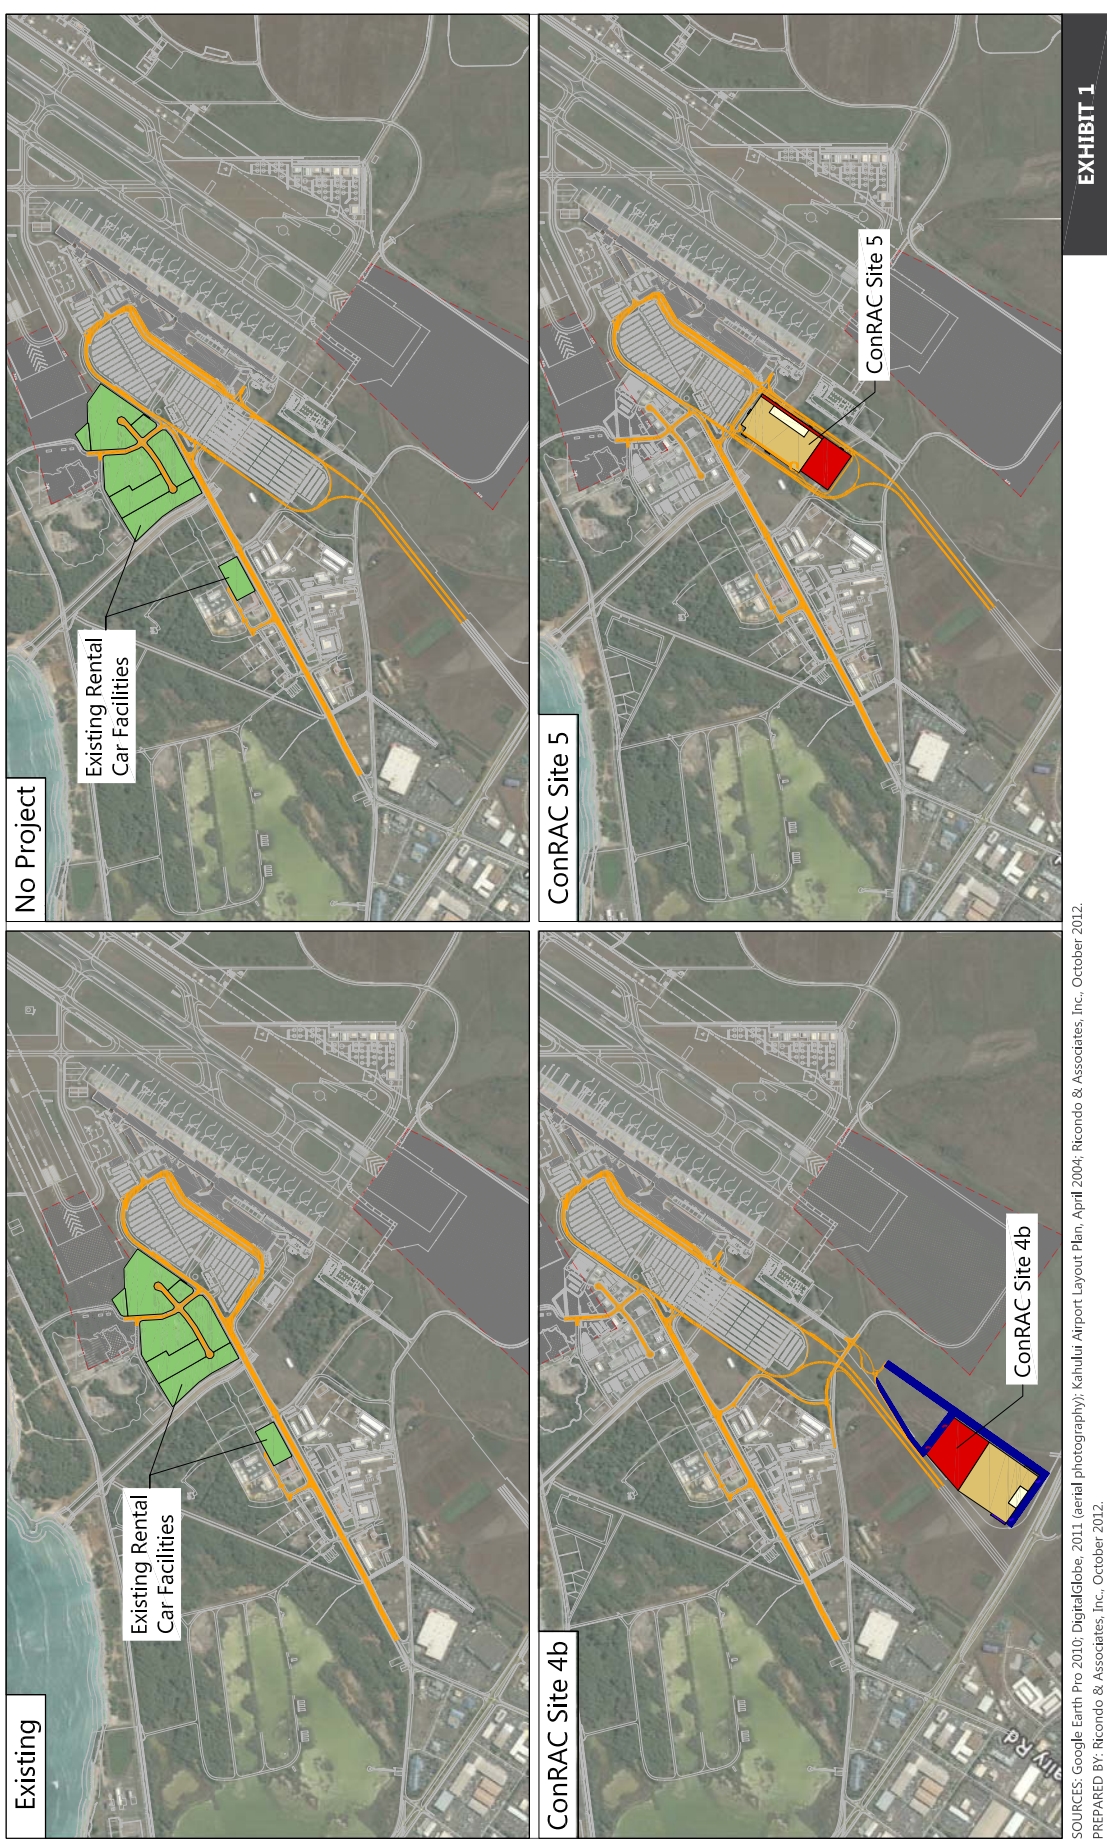 Existing
Existing Rental
Car Facilities
No Project
Existing Rental
Car Facilities
ConRAC Site 4b
ConRAC Site 4b
ConRAC Site 5
ConRAC Site 5
SOURCES: Google Earth Pro 2010; DigitalGlobe, 2011 (aerial photography); Kahului Airport Layout Plan, April 2004; Ricondo & Associates, Inc., October 2012.
PREPARED BY: Ricondo & Associates, Inc., October 2012.
EXHIBIT 1